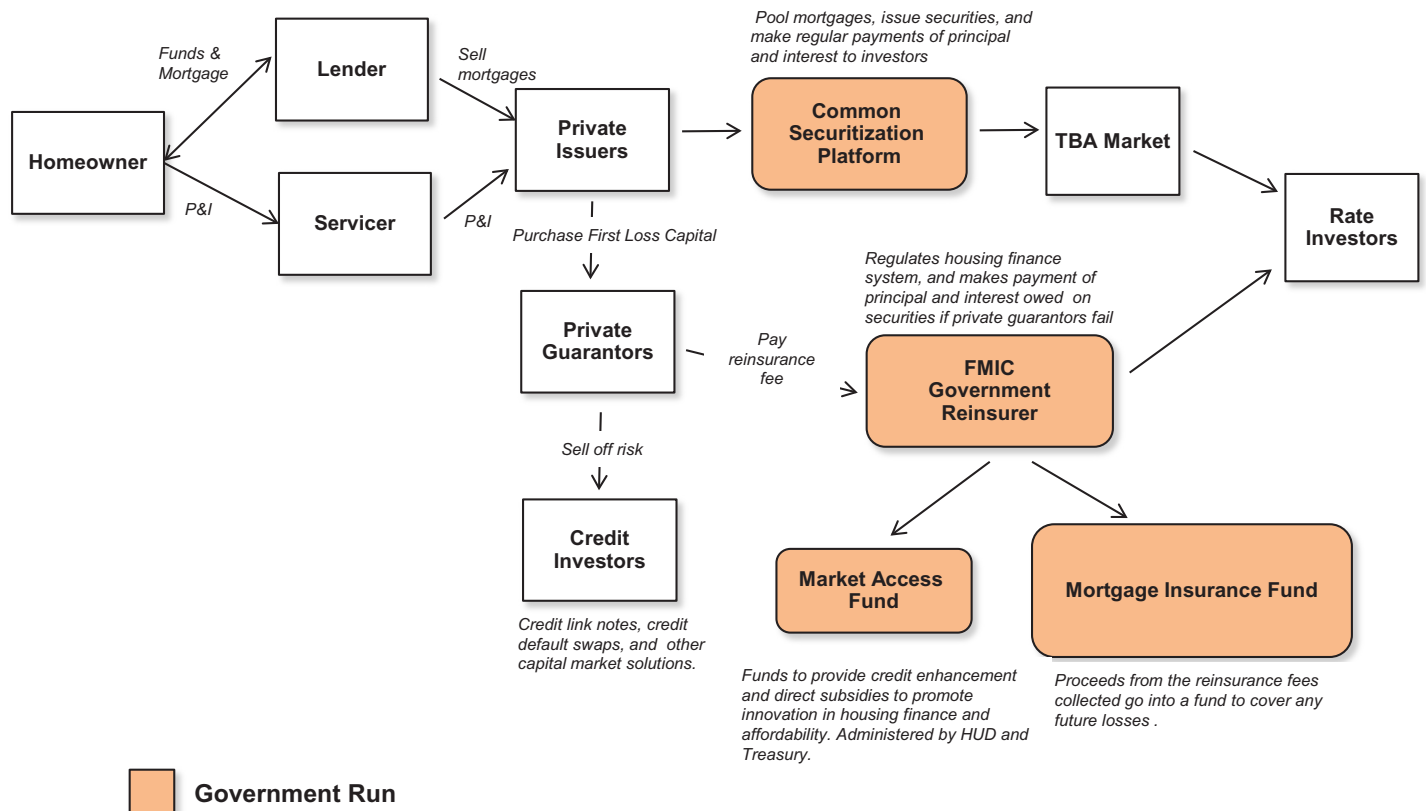 Pool mortgages, issue securities, and
make regular payments of principal
and interest to investors
Funds &
Mortgage
Lender
Sell
mortgages
Homeowner
Private
Issuers
Common
Securitization
Platform
TBA Market
P&I
Servicer
P&I
Rate
Investors
Purchase First Loss Capital
Regulates housing finance
system, and makes payment of
principal and interest owed on
securities if private guarantors fail
Private
Guarantors
Pay
reinsurance
fee
FMIC
Government
Reinsurer
Sell off risk
Credit
Investors
Market Access
Fund
Mortgage Insurance Fund
Credit link notes, credit
default swaps, and other
capital market solutions.
Funds to provide credit enhancement
and direct subsidies to promote
innovation in housing finance and
affordability. Administered by HUD and
Treasury.
Proceeds from the reinsurance fees
collected go into a fund to cover any
future losses .
Government Run